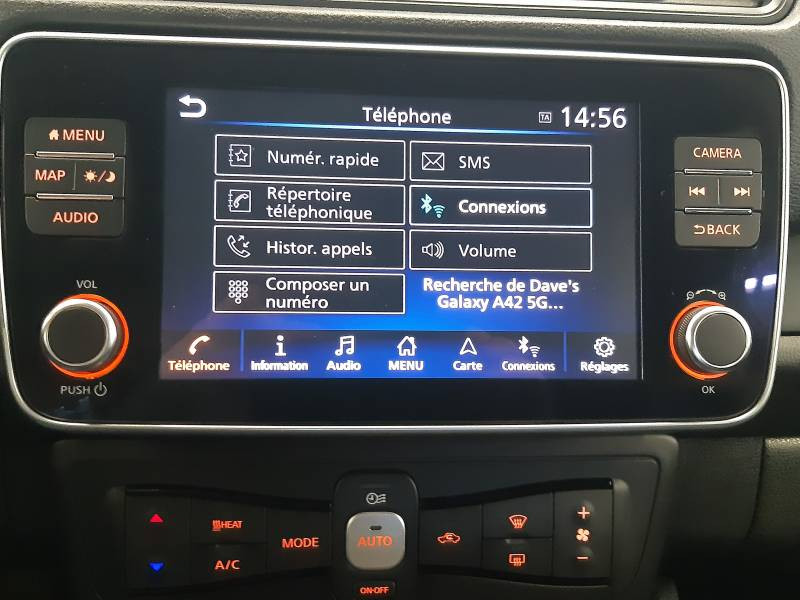 Téléphone
TA
14:56
MENU
MAP
AUDIO
VOL
PUSH
Numér. rapide
Répertoire
téléphonique
Histor. appels
Composer un
numéro
SMS
Connexions
Volume
Recherche de Dave's
Galaxy A42 5G...
CAMERA
BACK
OK
Téléphone
Information
Audio
MENU
Carte
Connexions
Réglages
HEAT
A/C
MODE
AUTO
ON·OFF
+
−